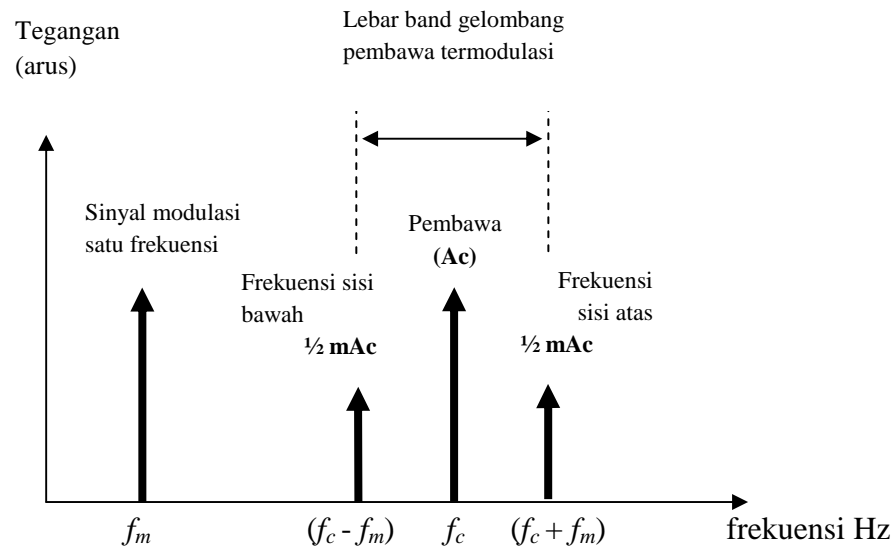 Tegangan
(arus)
Lebar band gelombang
pembawa termodulasi
Sinyal modulasi
satu frekuensi
Pembawa
(Ac)
Frekuensi sisi
bawah
½ mAc
Frekuensi
sisi atas
½ mAc
fm
(fc - fm)
fc
(fc + fm)
frekuensi Hz